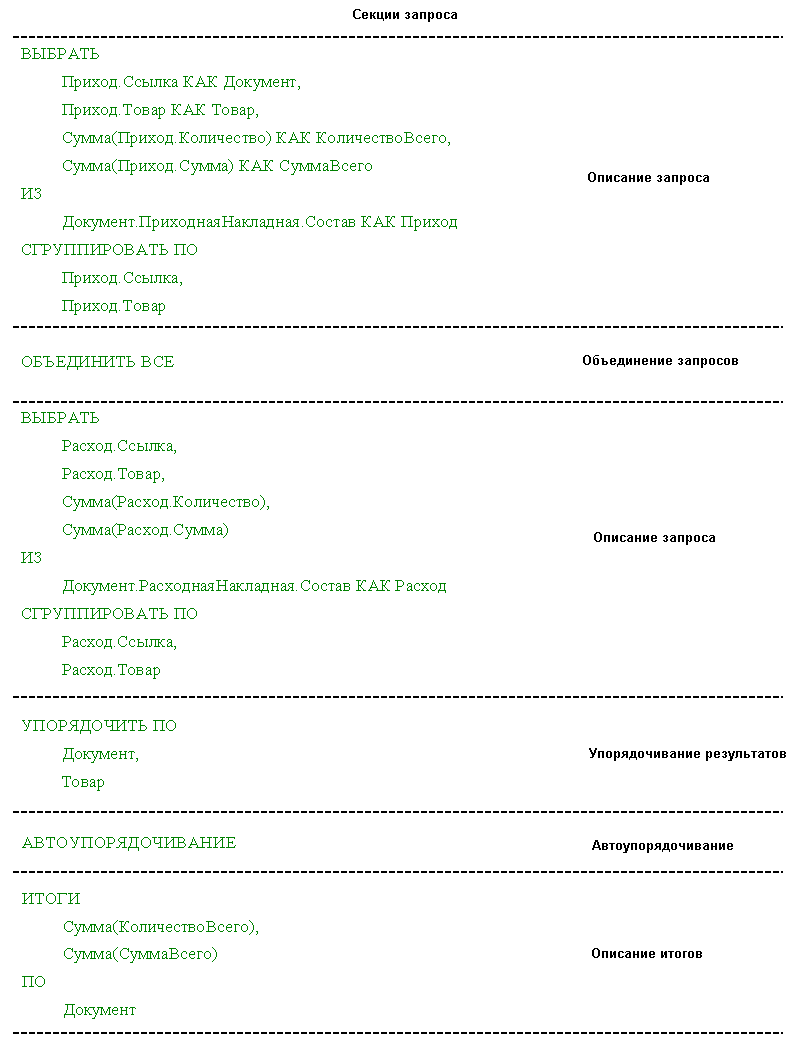 Секции запроса
ВЫБРАТЬ
Приход.Ссылка КАК Документ,
Приход.Товар КАК Товар,
Сумма(Приход.Количество) КАК КоличествоВсего,
Сумма(Приход.Сумма) КАК СуммаВсего
Описание запроса
ИЗ
Документ.ПриходнаяНакладная.Состав КАК Приход
СГРУППИРОВАТЬ ПО
Приход.Ссылка,
Приход.Товар
ОБЪЕДИНИТЬ ВСЕ
Объединение запросов
ВЫБРАТЬ
Расход.Ссылка,
Расход.Товар,
Сумма(Расход.Количество),
Сумма(Расход.Сумма)
Описание запроса
ИЗ
Документ.РасходнаяНакладная.Состав КАК Расход
СГРУППИРОВАТЬ ПО
Расход.Ссылка,
Расход.Товар
УПОРЯДОЧИТЬ ПО
Документ,
Упорядочивание результатов
Товар
АВТОУПОРЯДОЧИВАНИЕ
Автоупорядочивание
ИТОГИ
Сумма(КоличествоВсего),
Сумма(СуммаВсего)
Описание итогов
ПО
Документ